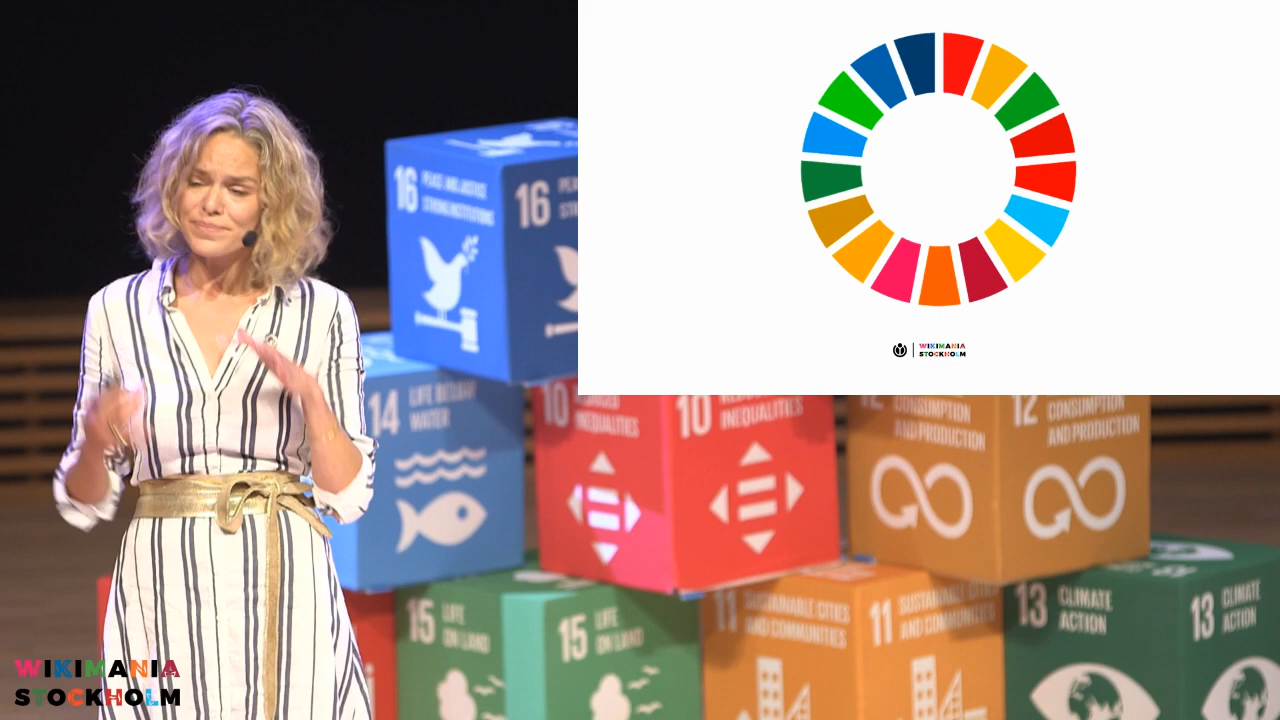 16 PEACE AND JUSTICE
STRONG INSTITUTIONS
16
14 LIFE BELOW
WATER
10
INEQUALITIES
10
INEQUALITIES
12 CONSUMPTION
AND PRODUCTION
12 CONSUMPTION
AND PRODUCTION
15 LIFE
ON LAND
15 LIFE
ON LAND
11 SUSTAINABLE CITIES
AND COMMUNITIES
11 SUSTAINABLE CITIES
AND COMMUNITIES
13 CLIMATE
ACTION
13 CLIMATE
ACTION
WIKIMANIA
STOCKHOLM
WIKIMANIA
STOCKHOLM